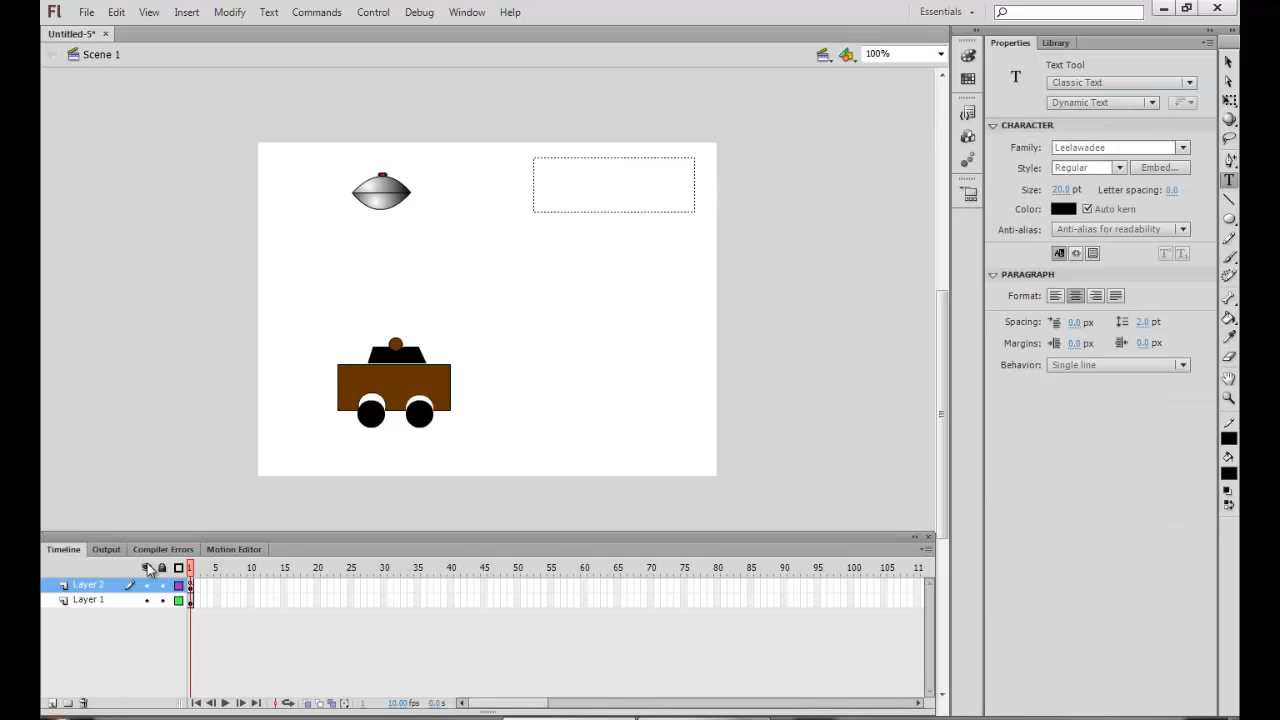 Fl File Edit View Insert Modify Text Commands Control Debug Window Help Essentials
Untitled-5* ×
Scene 1 100%
Properties Library
Text Tool
T Classic Text
Dynamic Text
CHARACTER
Family: Leelawadee
Style: Regular Embed...
Size: 20.0 pt Letter spacing: 0.0
Color: Auto kern
Anti-alias: Anti-alias for readability
PARAGRAPH
Format:
Spacing: 0.0 px 2.0 pt
Margins: 0.0 px 0.0 px
Behavior: Single line
Timeline Output Compiler Errors Motion Editor
1 5 10 15 20 25 30 35 40 45 50 55 60 65 70 75 80 85 90 95 100 105 11
Layer 2
Layer 1
1 10.00 fps 0.0 s